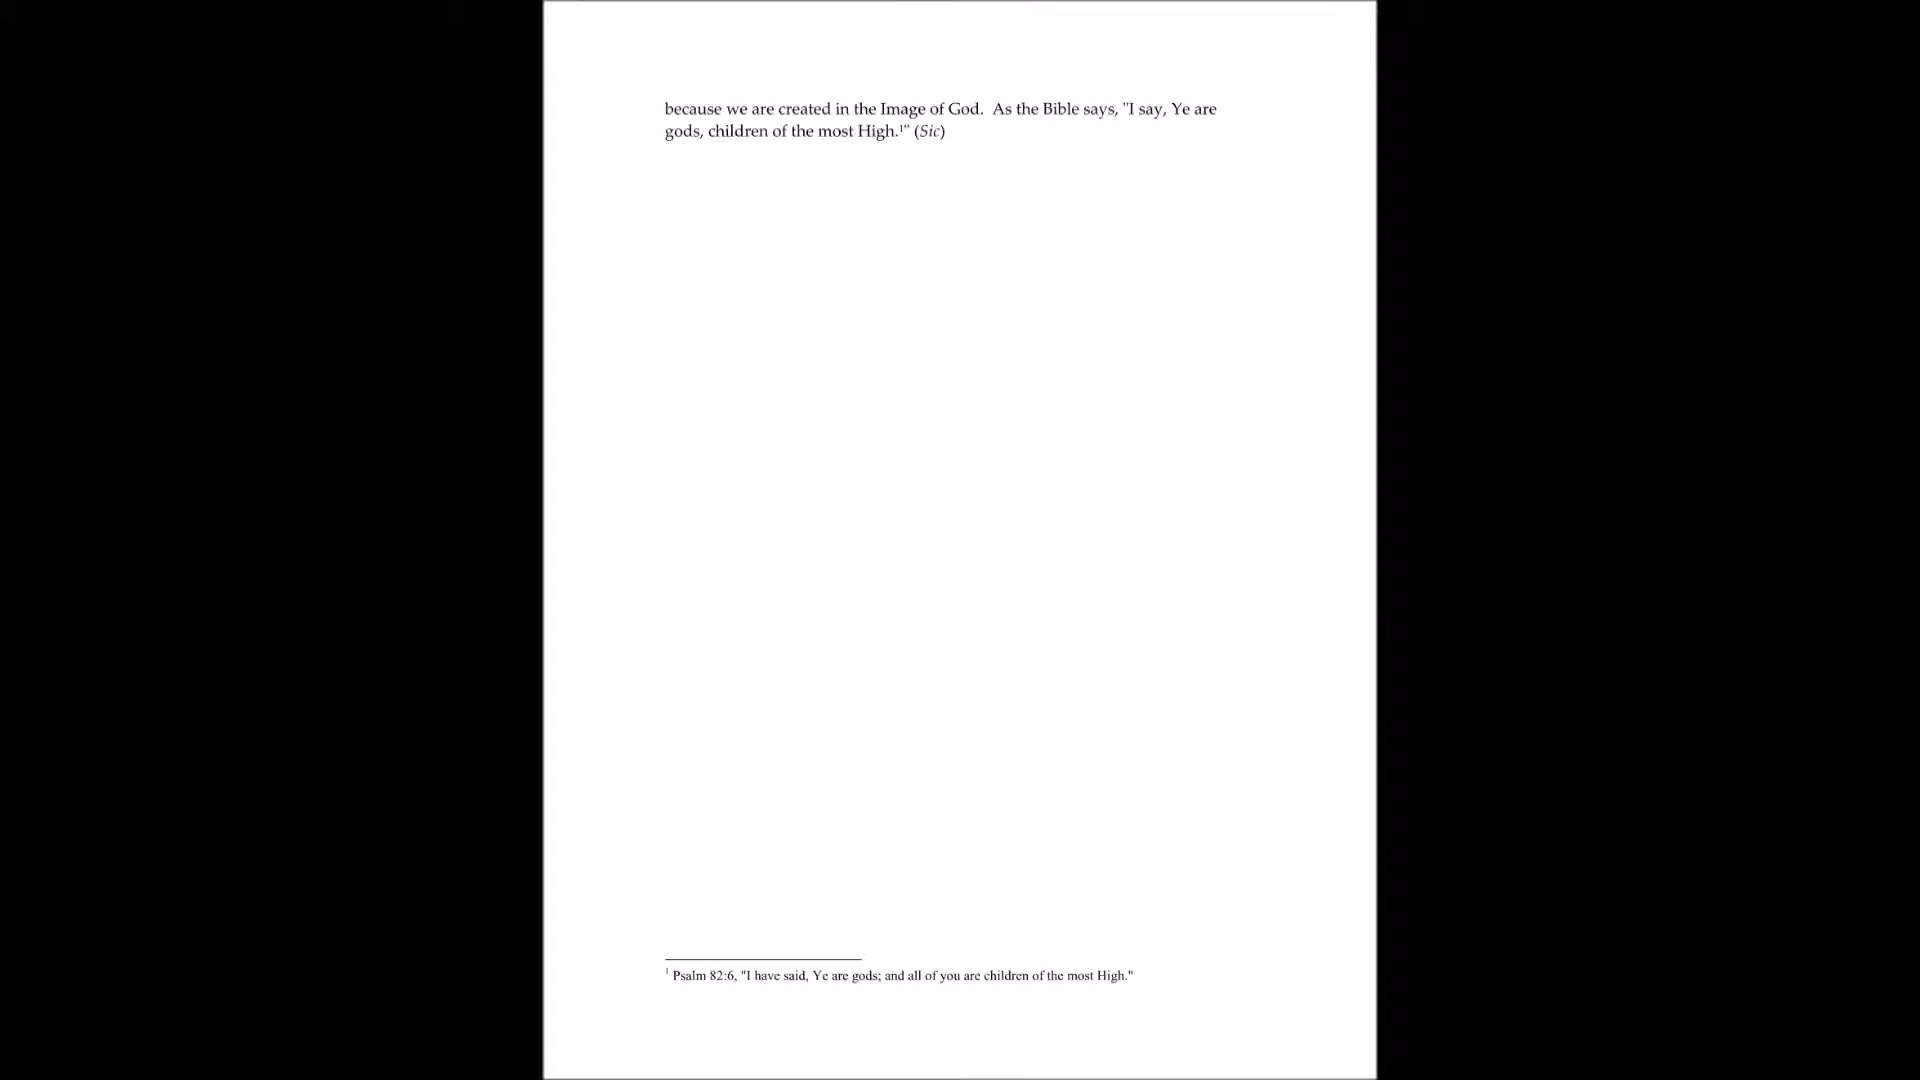 because we are created in the Image of God.  As the Bible says, "I say, Ye are
gods, children of the most High.¹" (Sic)
¹ Psalm 82:6, "I have said, Ye are gods; and all of you are children of the most High."